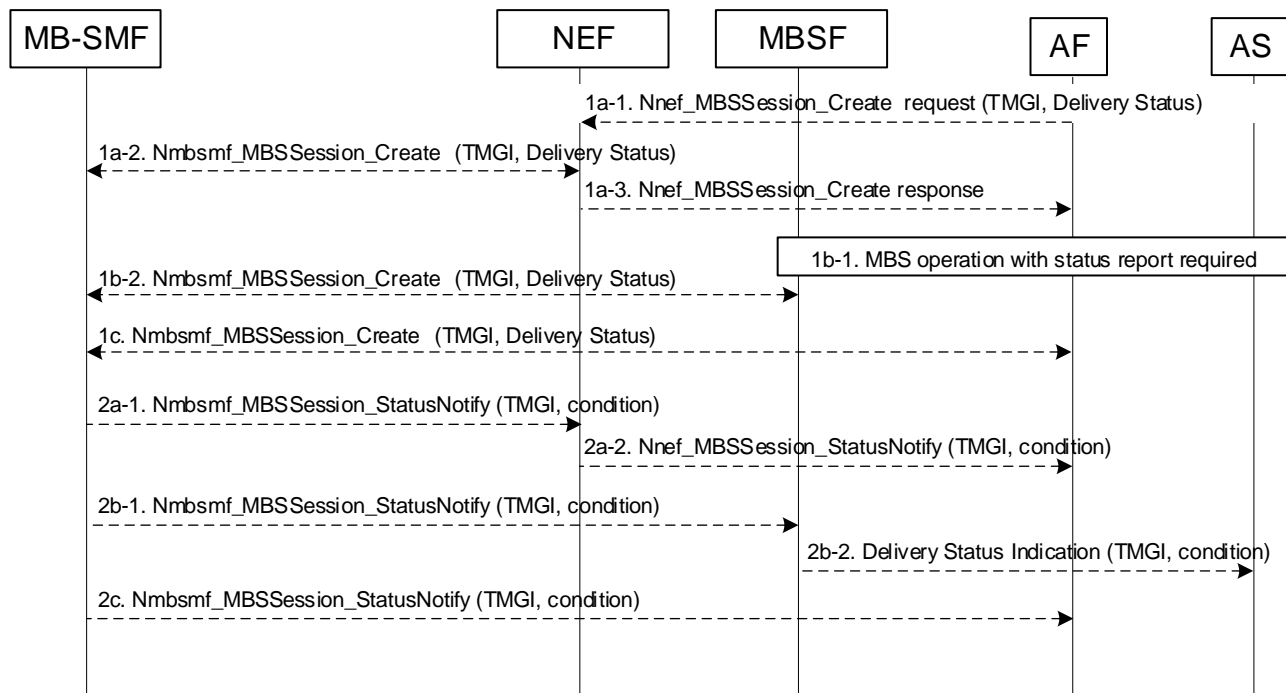 MB-SMF
NEF
MBSF
AF
AS
1a-1. Nnef_MBSSession_Create request (TMGI, Delivery Status)
1a-2. Nmbsmf_MBSSession_Create (TMGI, Delivery Status)
1a-3. Nnef_MBSSession_Create response
1b-1. MBS operation with status report required
1b-2. Nmbsmf_MBSSession_Create (TMGI, Delivery Status)
1c. Nmbsmf_MBSSession_Create (TMGI, Delivery Status)
2a-1. Nmbsmf_MBSSession_StatusNotify (TMGI, condition)
2a-2. Nnef_MBSSession_StatusNotify (TMGI, condition)
2b-1. Nmbsmf_MBSSession_StatusNotify (TMGI, condition)
2b-2. Delivery Status Indication (TMGI, condition)
2c. Nmbsmf_MBSSession_StatusNotify (TMGI, condition)